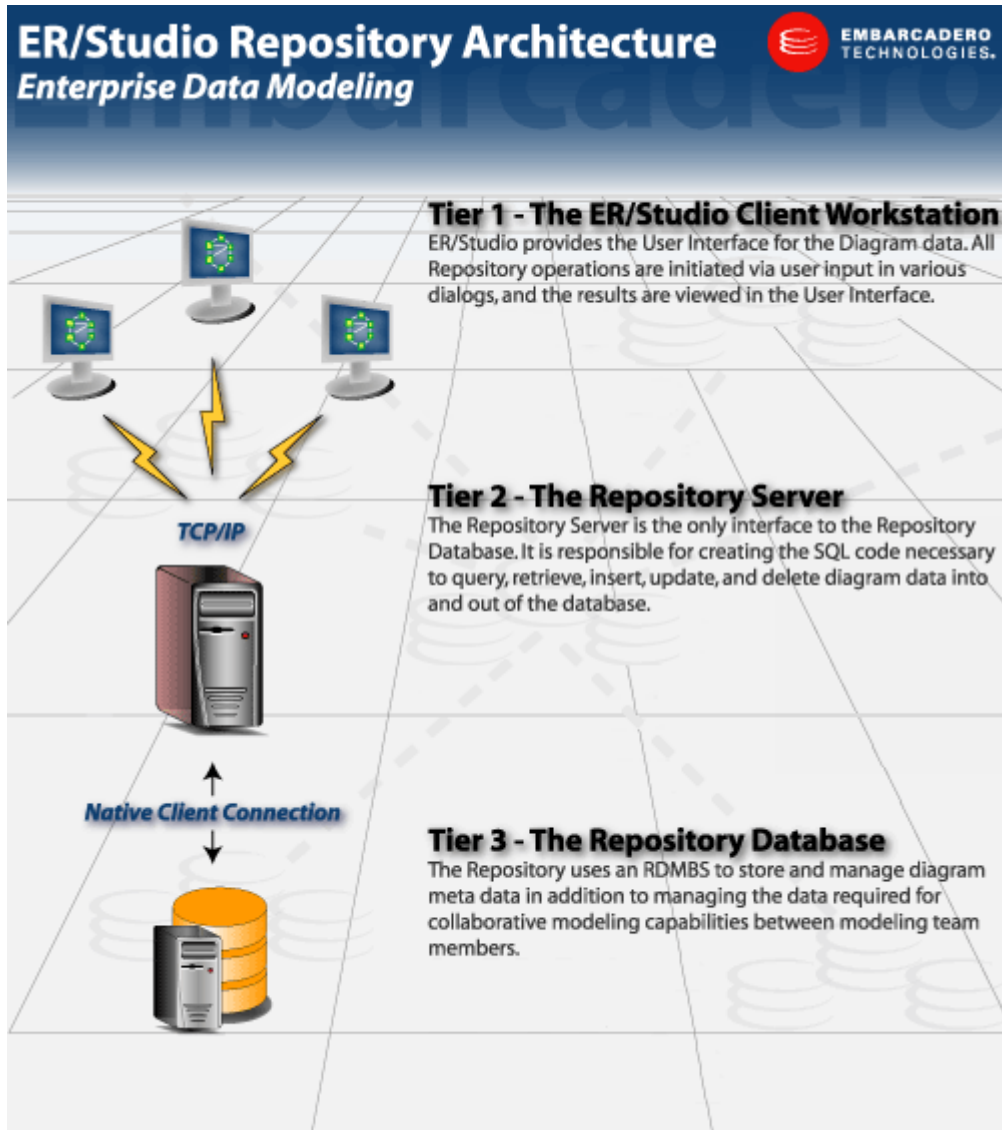 ER/Studio Repository Architecture
Enterprise Data Modeling
EMBARCADERO
TECHNOLOGIES.
Embarcadero
Tier 1 - The ER/Studio Client Workstation
ER/Studio provides the User Interface for the Diagram data. All
Repository operations are initiated via user input in various
dialogs, and the results are viewed in the User Interface.
TCP/IP
Tier 2 - The Repository Server
The Repository Server is the only interface to the Repository
Database. It is responsible for creating the SQL code necessary
to query, retrieve, insert, update, and delete diagram data into
and out of the database.
Native Client Connection
Tier 3 - The Repository Database
The Repository uses an RDMBS to store and manage diagram
meta data in addition to managing the data required for
collaborative modeling capabilities between modeling team
members.